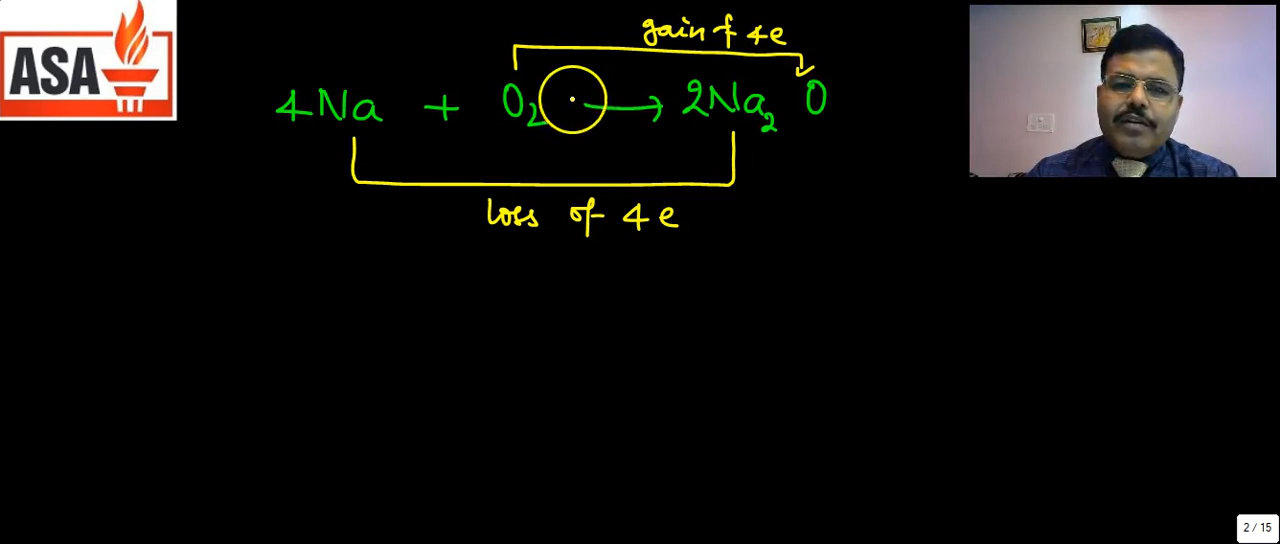 ASA
gain of 4e
4Na + O2 → 2Na2O
loss of 4e
2 / 15